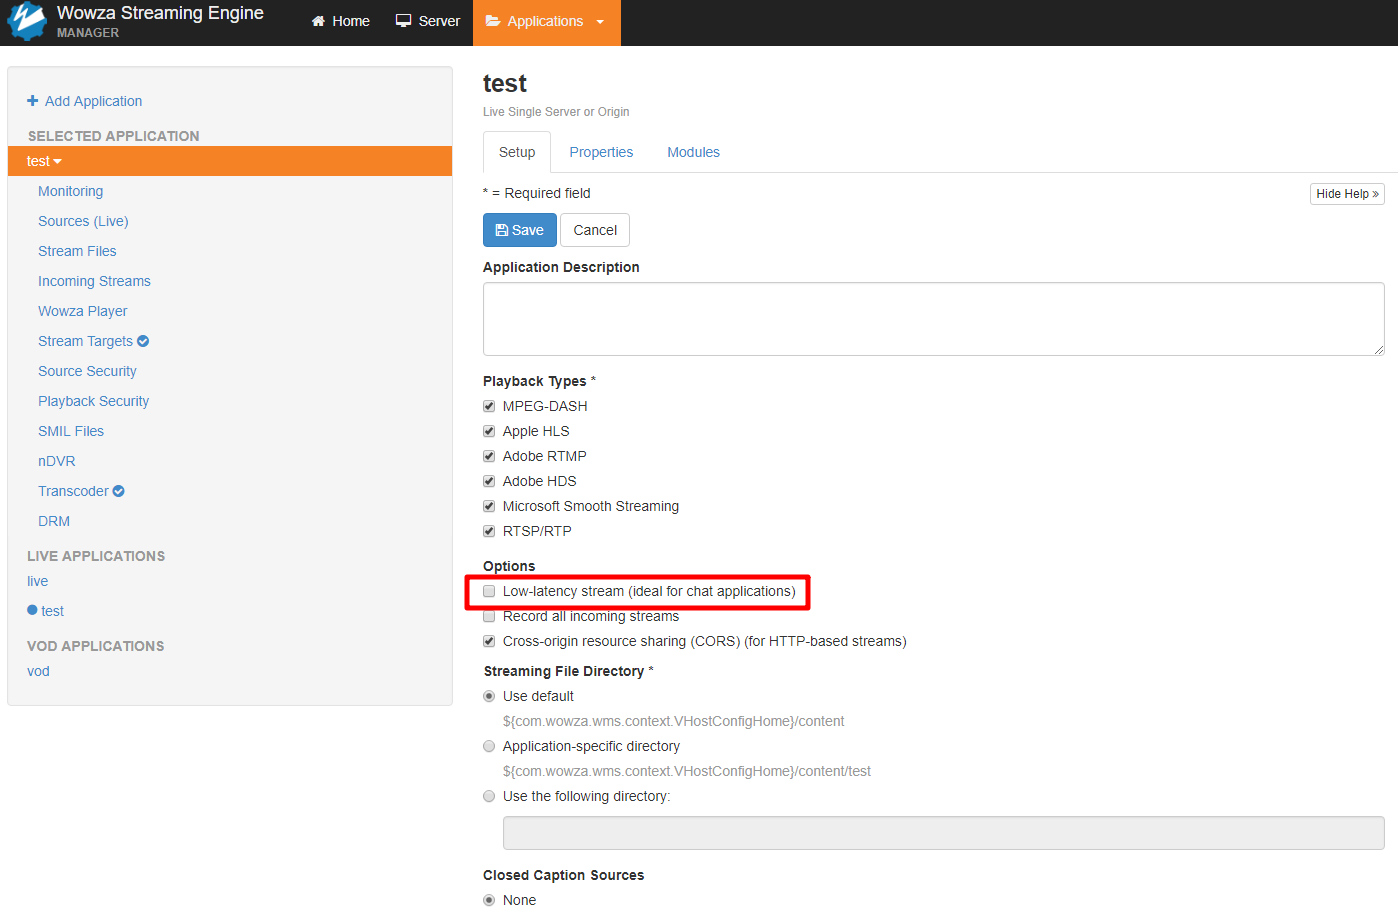 Wowza Streaming Engine
MANAGER
Home
Server
Applications
Add Application
SELECTED APPLICATION
test
Monitoring
Sources (Live)
Stream Files
Incoming Streams
Wowza Player
Stream Targets
Source Security
Playback Security
SMIL Files
nDVR
Transcoder
DRM
LIVE APPLICATIONS
live
test
VOD APPLICATIONS
vod
test
Live Single Server or Origin
Setup
Properties
Modules
* = Required field
Hide Help »
Save
Cancel
Application Description
Playback Types *
MPEG-DASH
Apple HLS
Adobe RTMP
Adobe HDS
Microsoft Smooth Streaming
RTSP/RTP
Options
Low-latency stream (ideal for chat applications)
Record all incoming streams
Cross-origin resource sharing (CORS) (for HTTP-based streams)
Streaming File Directory *
Use default
${com.wowza.wms.context.VHostConfigHome}/content
Application-specific directory
${com.wowza.wms.context.VHostConfigHome}/content/test
Use the following directory:
Closed Caption Sources
None